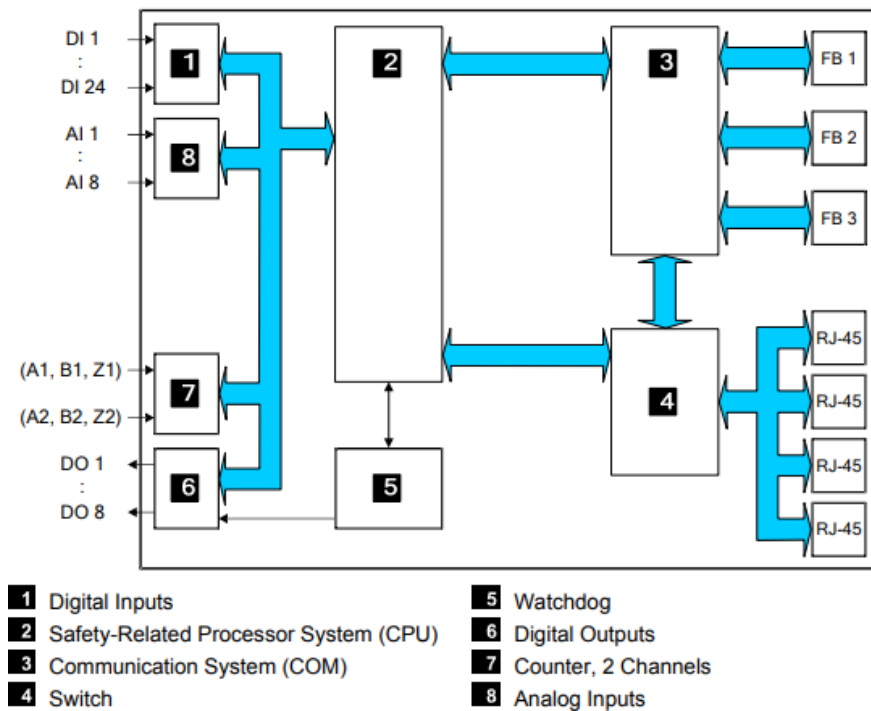 DI 1
:
DI 24
AI 1
:
AI 8
(A1, B1, Z1)
(A2, B2, Z2)
DO 1
:
DO 8
1
8
7
6
2
5
3
4
FB 1
FB 2
FB 3
RJ-45
RJ-45
RJ-45
RJ-45
1 Digital Inputs
2 Safety-Related Processor System (CPU)
3 Communication System (COM)
4 Switch
5 Watchdog
6 Digital Outputs
7 Counter, 2 Channels
8 Analog Inputs